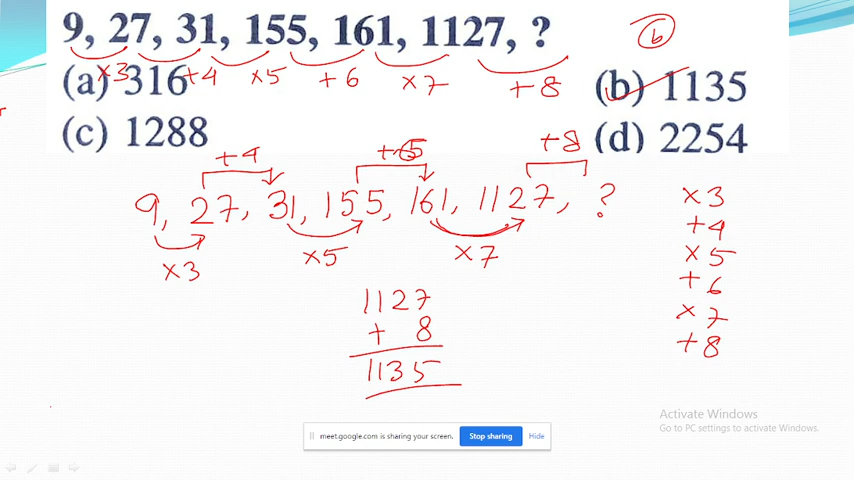 9, 27, 31, 155, 161, 1127, ?
b
×3 +4 ×5 +6 ×7 +8
(a) 316 (b) 1135
(c) 1288 (d) 2254
+4 +8
9, 27, 31, 155, 161, 1127, ?
×3 ×5 ×7
×3
+4
×5
+6
×7
+8
1127
+ 8
1135
Activate Windows
Go to PC settings to activate Windows.
meet.google.com is sharing your screen. Stop sharing Hide